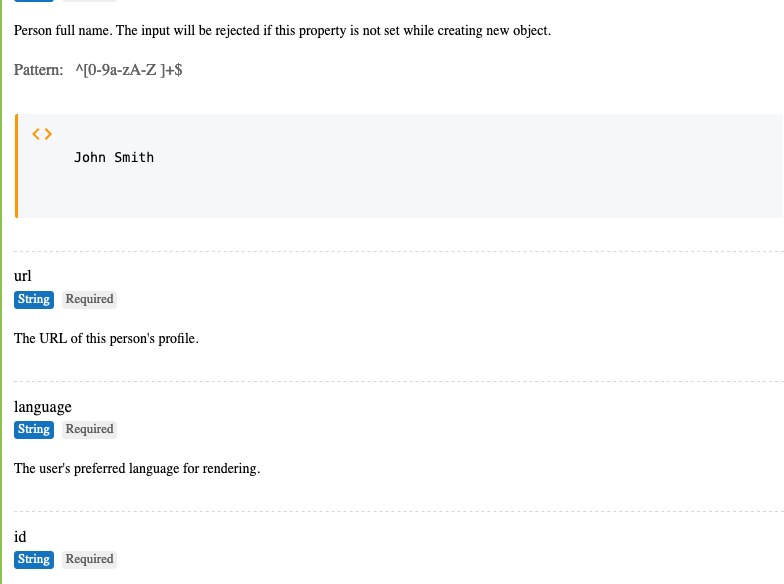 Person full name. The input will be rejected if this property is not set while creating new object.
Pattern: ^[0-9a-zA-Z ]+$
<>
John Smith
url
String Required
The URL of this person's profile.
language
String Required
The user's preferred language for rendering.
id
String Required